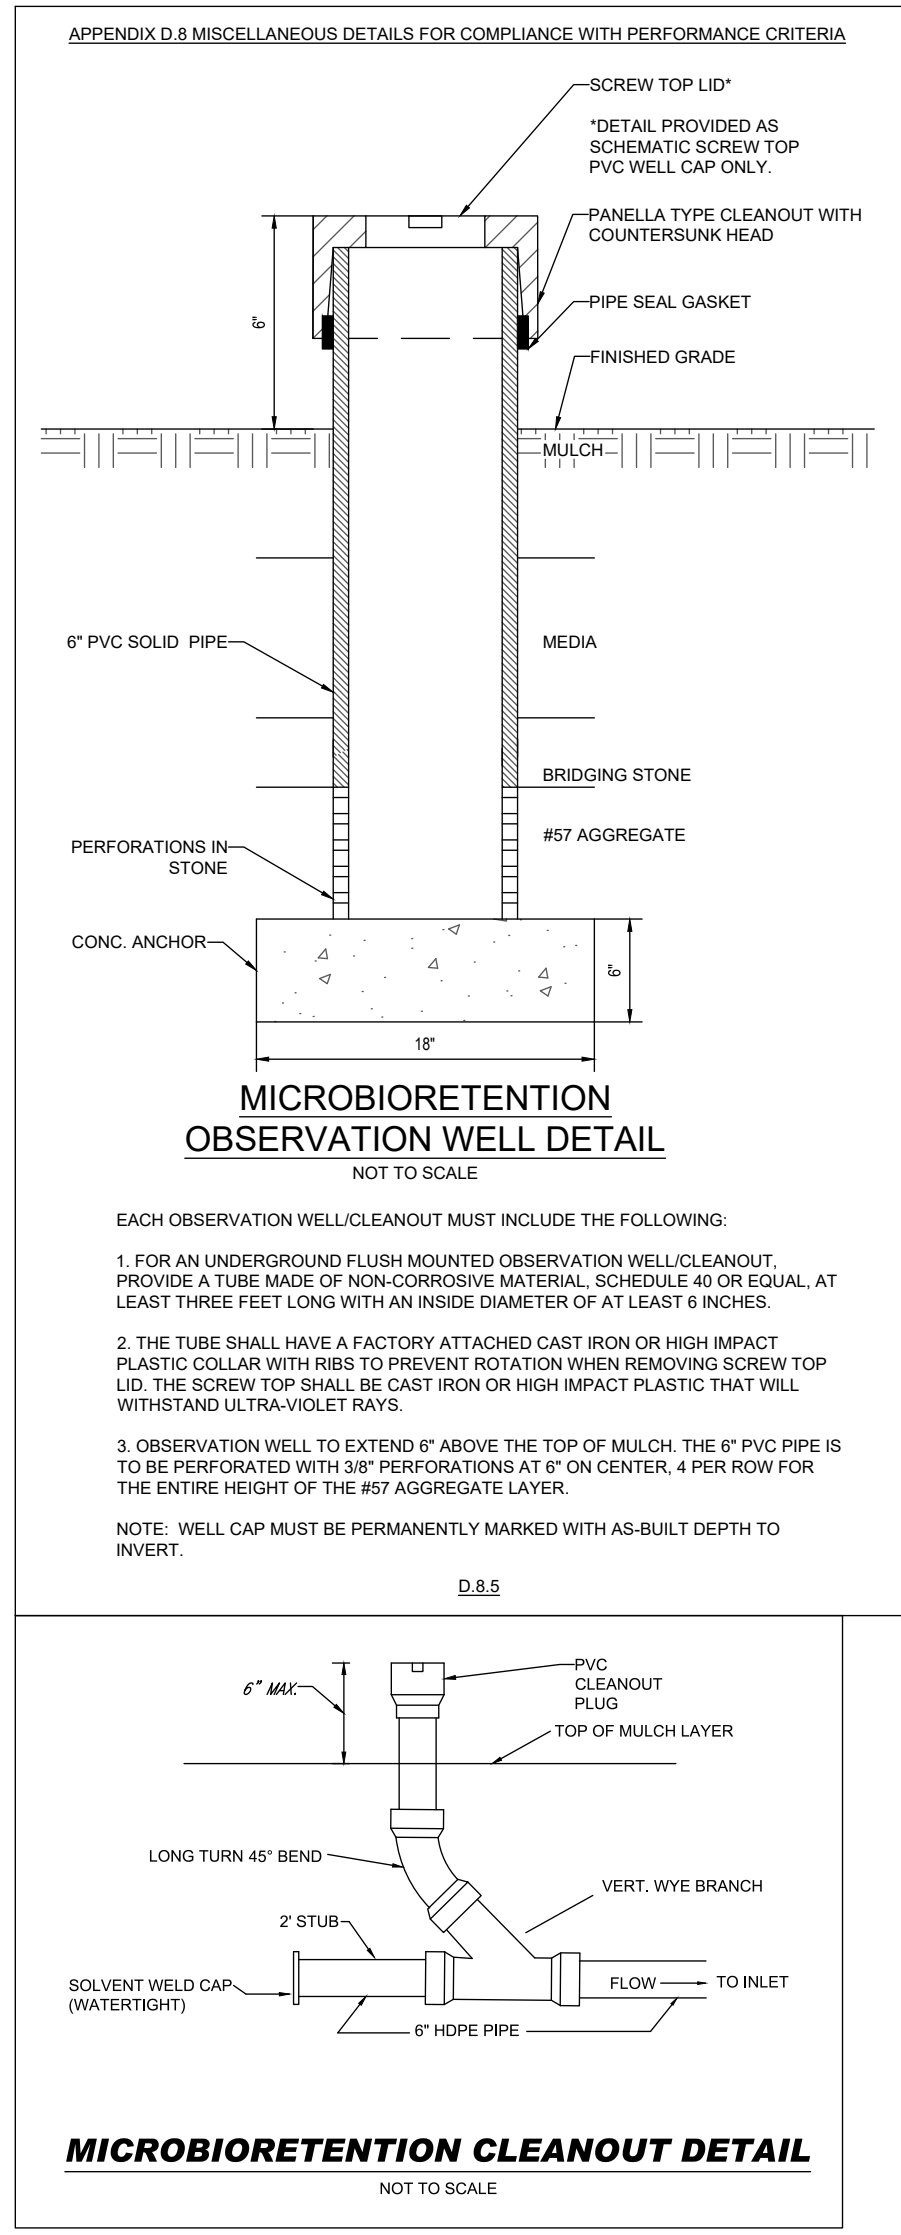 APPENDIX D.8 MISCELLANEOUS DETAILS FOR COMPLIANCE WITH PERFORMANCE CRITERIA
SCREW TOP LID*
*DETAIL PROVIDED AS
SCHEMATIC SCREW TOP
PVC WELL CAP ONLY.
PANELLA TYPE CLEANOUT WITH
COUNTERSUNK HEAD
PIPE SEAL GASKET
6"
FINISHED GRADE
MULCH
6" PVC SOLID PIPE
MEDIA
BRIDGING STONE
#57 AGGREGATE
PERFORATIONS IN
STONE
CONC. ANCHOR
6"
18"
MICROBIORETENTION
OBSERVATION WELL DETAIL
NOT TO SCALE
EACH OBSERVATION WELL/CLEANOUT MUST INCLUDE THE FOLLOWING:
1. FOR AN UNDERGROUND FLUSH MOUNTED OBSERVATION WELL/CLEANOUT,
PROVIDE A TUBE MADE OF NON-CORROSIVE MATERIAL, SCHEDULE 40 OR EQUAL, AT
LEAST THREE FEET LONG WITH AN INSIDE DIAMETER OF AT LEAST 6 INCHES.
2. THE TUBE SHALL HAVE A FACTORY ATTACHED CAST IRON OR HIGH IMPACT
PLASTIC COLLAR WITH RIBS TO PREVENT ROTATION WHEN REMOVING SCREW TOP
LID. THE SCREW TOP SHALL BE CAST IRON OR HIGH IMPACT PLASTIC THAT WILL
WITHSTAND ULTRA-VIOLET RAYS.
3. OBSERVATION WELL TO EXTEND 6" ABOVE THE TOP OF MULCH. THE 6" PVC PIPE IS
TO BE PERFORATED WITH 3/8" PERFORATIONS AT 6" ON CENTER, 4 PER ROW FOR
THE ENTIRE HEIGHT OF THE #57 AGGREGATE LAYER.
NOTE: WELL CAP MUST BE PERMANENTLY MARKED WITH AS-BUILT DEPTH TO
INVERT.
D.8.5
6" MAX.
PVC
CLEANOUT
PLUG
TOP OF MULCH LAYER
LONG TURN 45° BEND
VERT. WYE BRANCH
2' STUB
SOLVENT WELD CAP
(WATERTIGHT)
FLOW
TO INLET
6" HDPE PIPE
MICROBIORETENTION CLEANOUT DETAIL
NOT TO SCALE